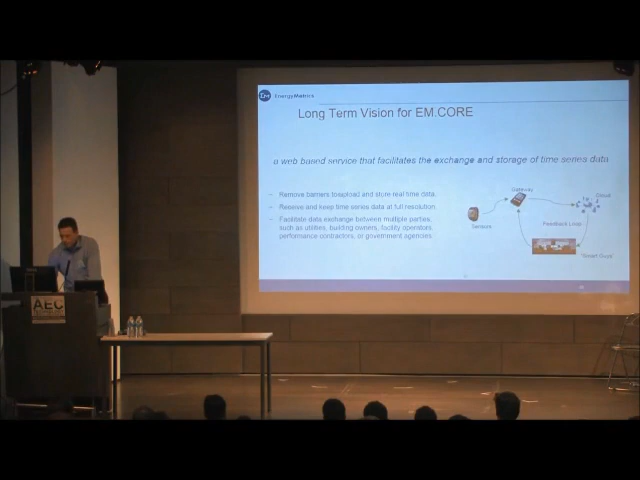 Em EnergyMetrics
Long Term Vision for EM.CORE
a web based service that facilitates the exchange and storage of time series data
– Remove barriers to upload and store real time data.
– Receive and keep time series data at full resolution.
– Facilitate data exchange between multiple parties,
such as utilities, building owners, facility operators,
performance contractors, or government agencies.
Gateway
Cloud
Sensors
Feedback Loop
AEC